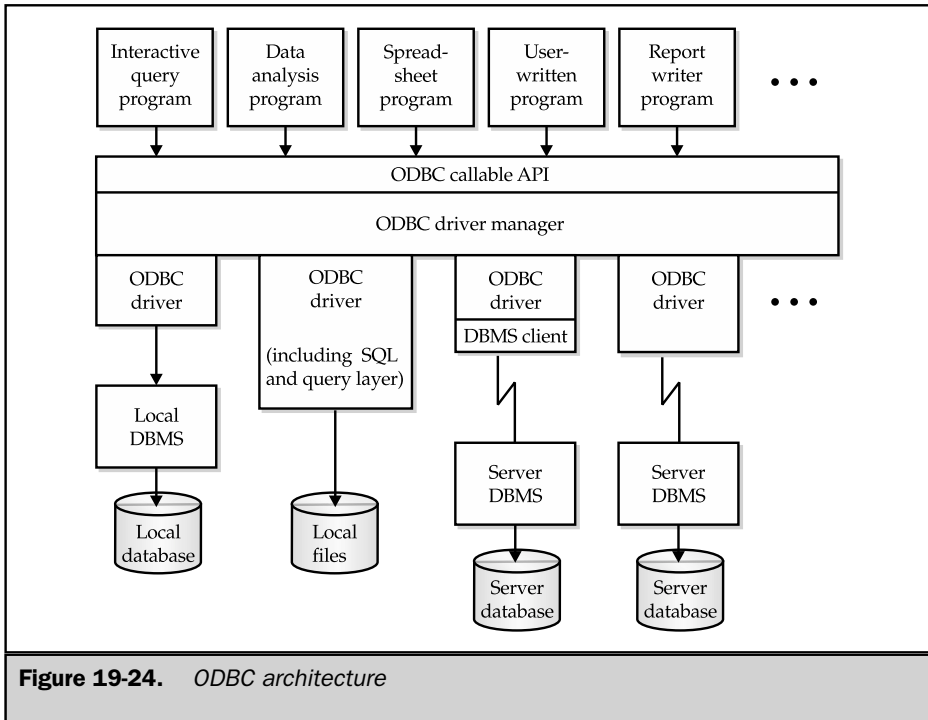 Interactive
query
program
Data
analysis
program
Spread-
sheet
program
User-
written
program
Report
writer
program
ODBC callable API
ODBC driver manager
ODBC
driver
ODBC
driver
(including SQL
and query layer)
ODBC
driver
DBMS client
ODBC
driver
Local
DBMS
Server
DBMS
Server
DBMS
Local
database
Local
files
Server
database
Server
database
Figure 19-24. ODBC architecture